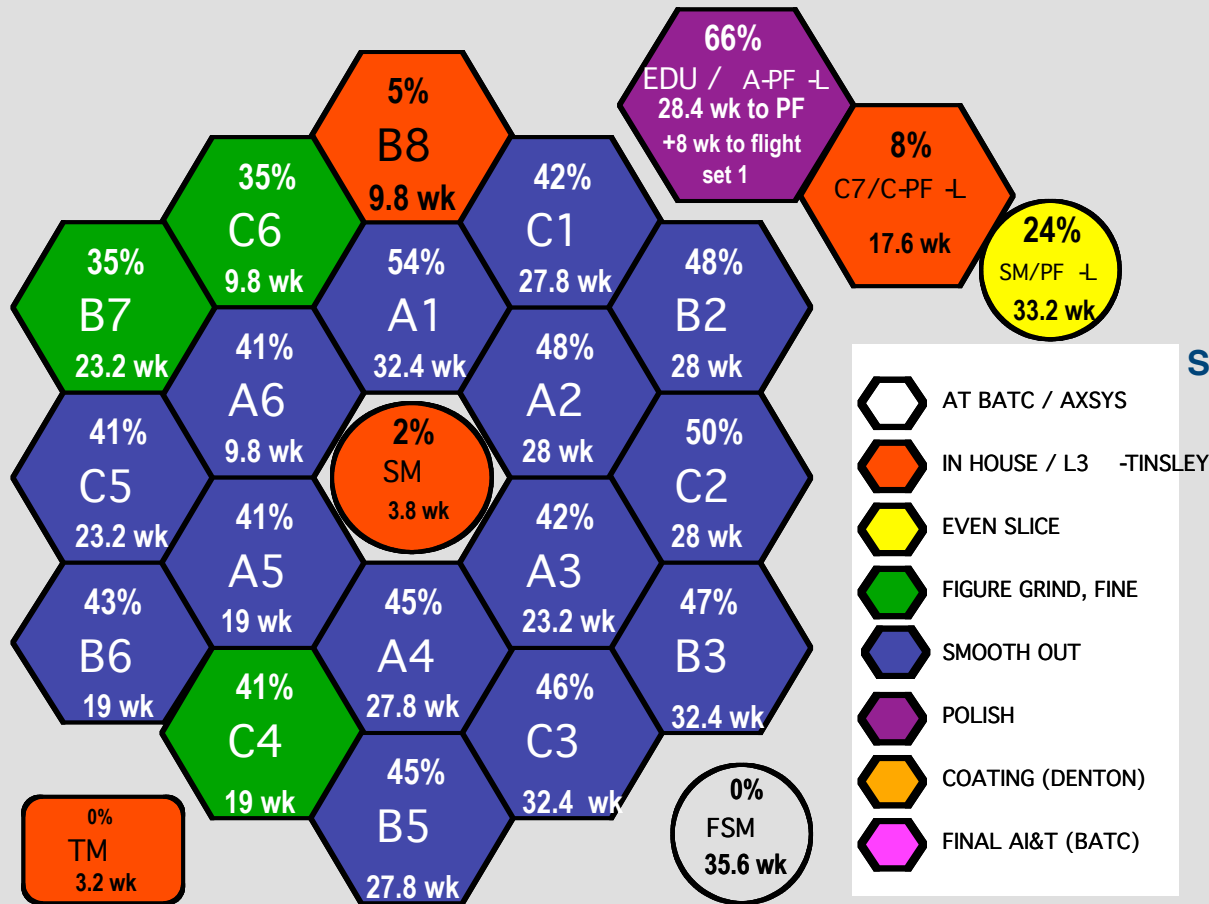 66%
EDU / A-PF -L
28.4 wk to PF
+8 wk to flight
set 1
8%
C7/C-PF -L
17.6 wk
24%
SM/PF -L
33.2 wk
5%
B8
9.8 wk
35%
C6
9.8 wk
42%
C1
27.8 wk
35%
B7
23.2 wk
54%
A1
32.4 wk
48%
B2
28 wk
41%
A6
9.8 wk
48%
A2
28 wk
41%
C5
23.2 wk
2%
SM
3.8 wk
50%
C2
28 wk
41%
A5
19 wk
42%
A3
23.2 wk
43%
B6
19 wk
45%
A4
27.8 wk
47%
B3
32.4 wk
41%
C4
19 wk
46%
C3
32.4 wk
45%
B5
27.8 wk
0%
TM
3.2 wk
0%
FSM
35.6 wk
S
AT BATC / AXSYS
IN HOUSE / L3 -TINSLEY
EVEN SLICE
FIGURE GRIND, FINE
SMOOTH OUT
POLISH
COATING (DENTON)
FINAL AI&T (BATC)